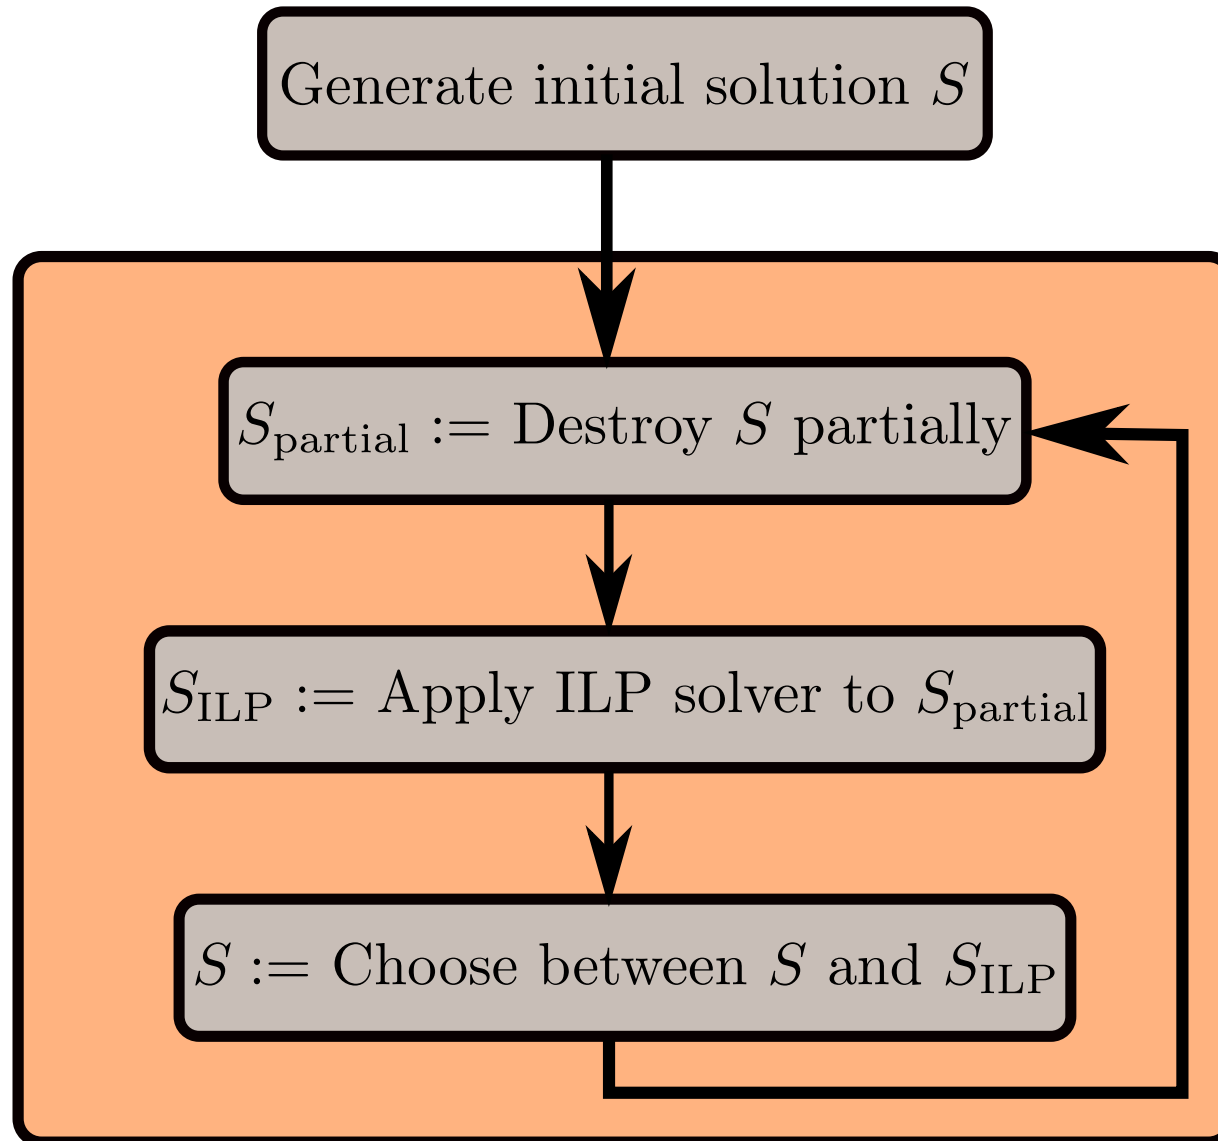 Generate initial solution S
S_partial := Destroy S partially
S_ILP := Apply ILP solver to S_partial
S := Choose between S and S_ILP